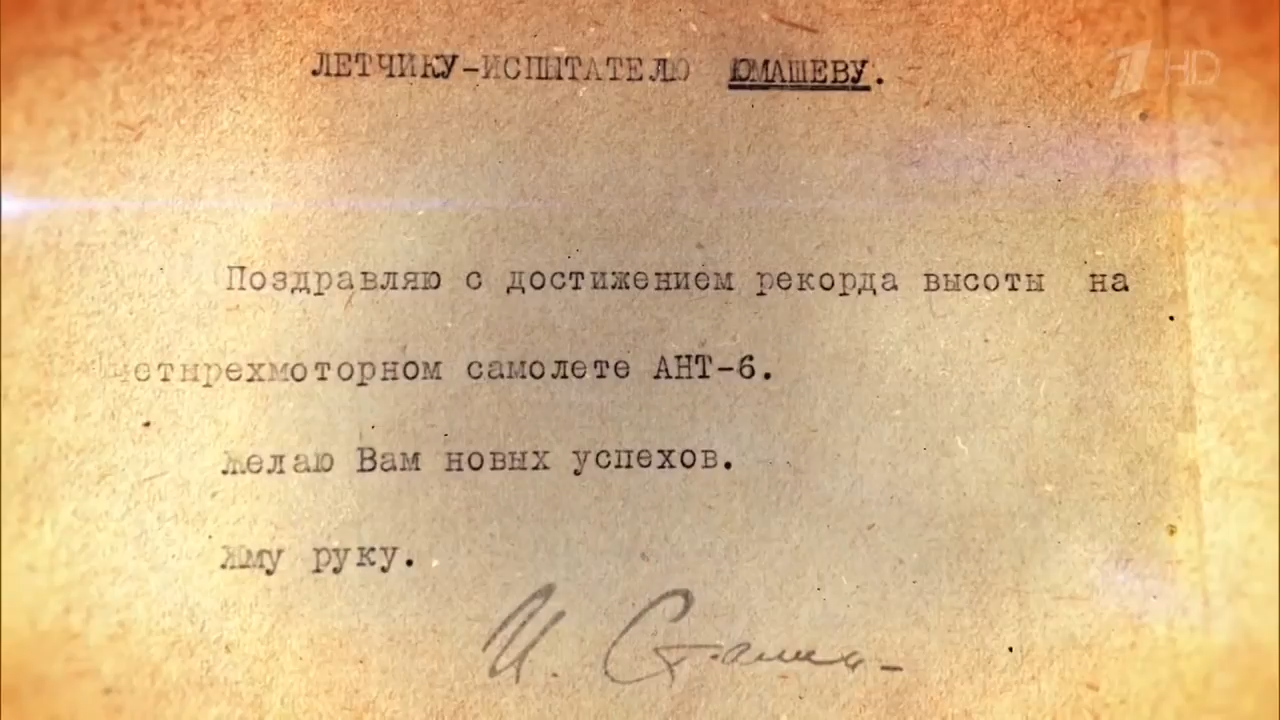 ЛЕТЧИКУ-ИСПЫТАТЕЛЮ ЮМАШЕВУ.
1 HD
Поздравляю с достижением рекорда высоты на
четырехмоторном самолете АНТ-6.
Желаю Вам новых успехов.
Жму руку.
И. Сталин